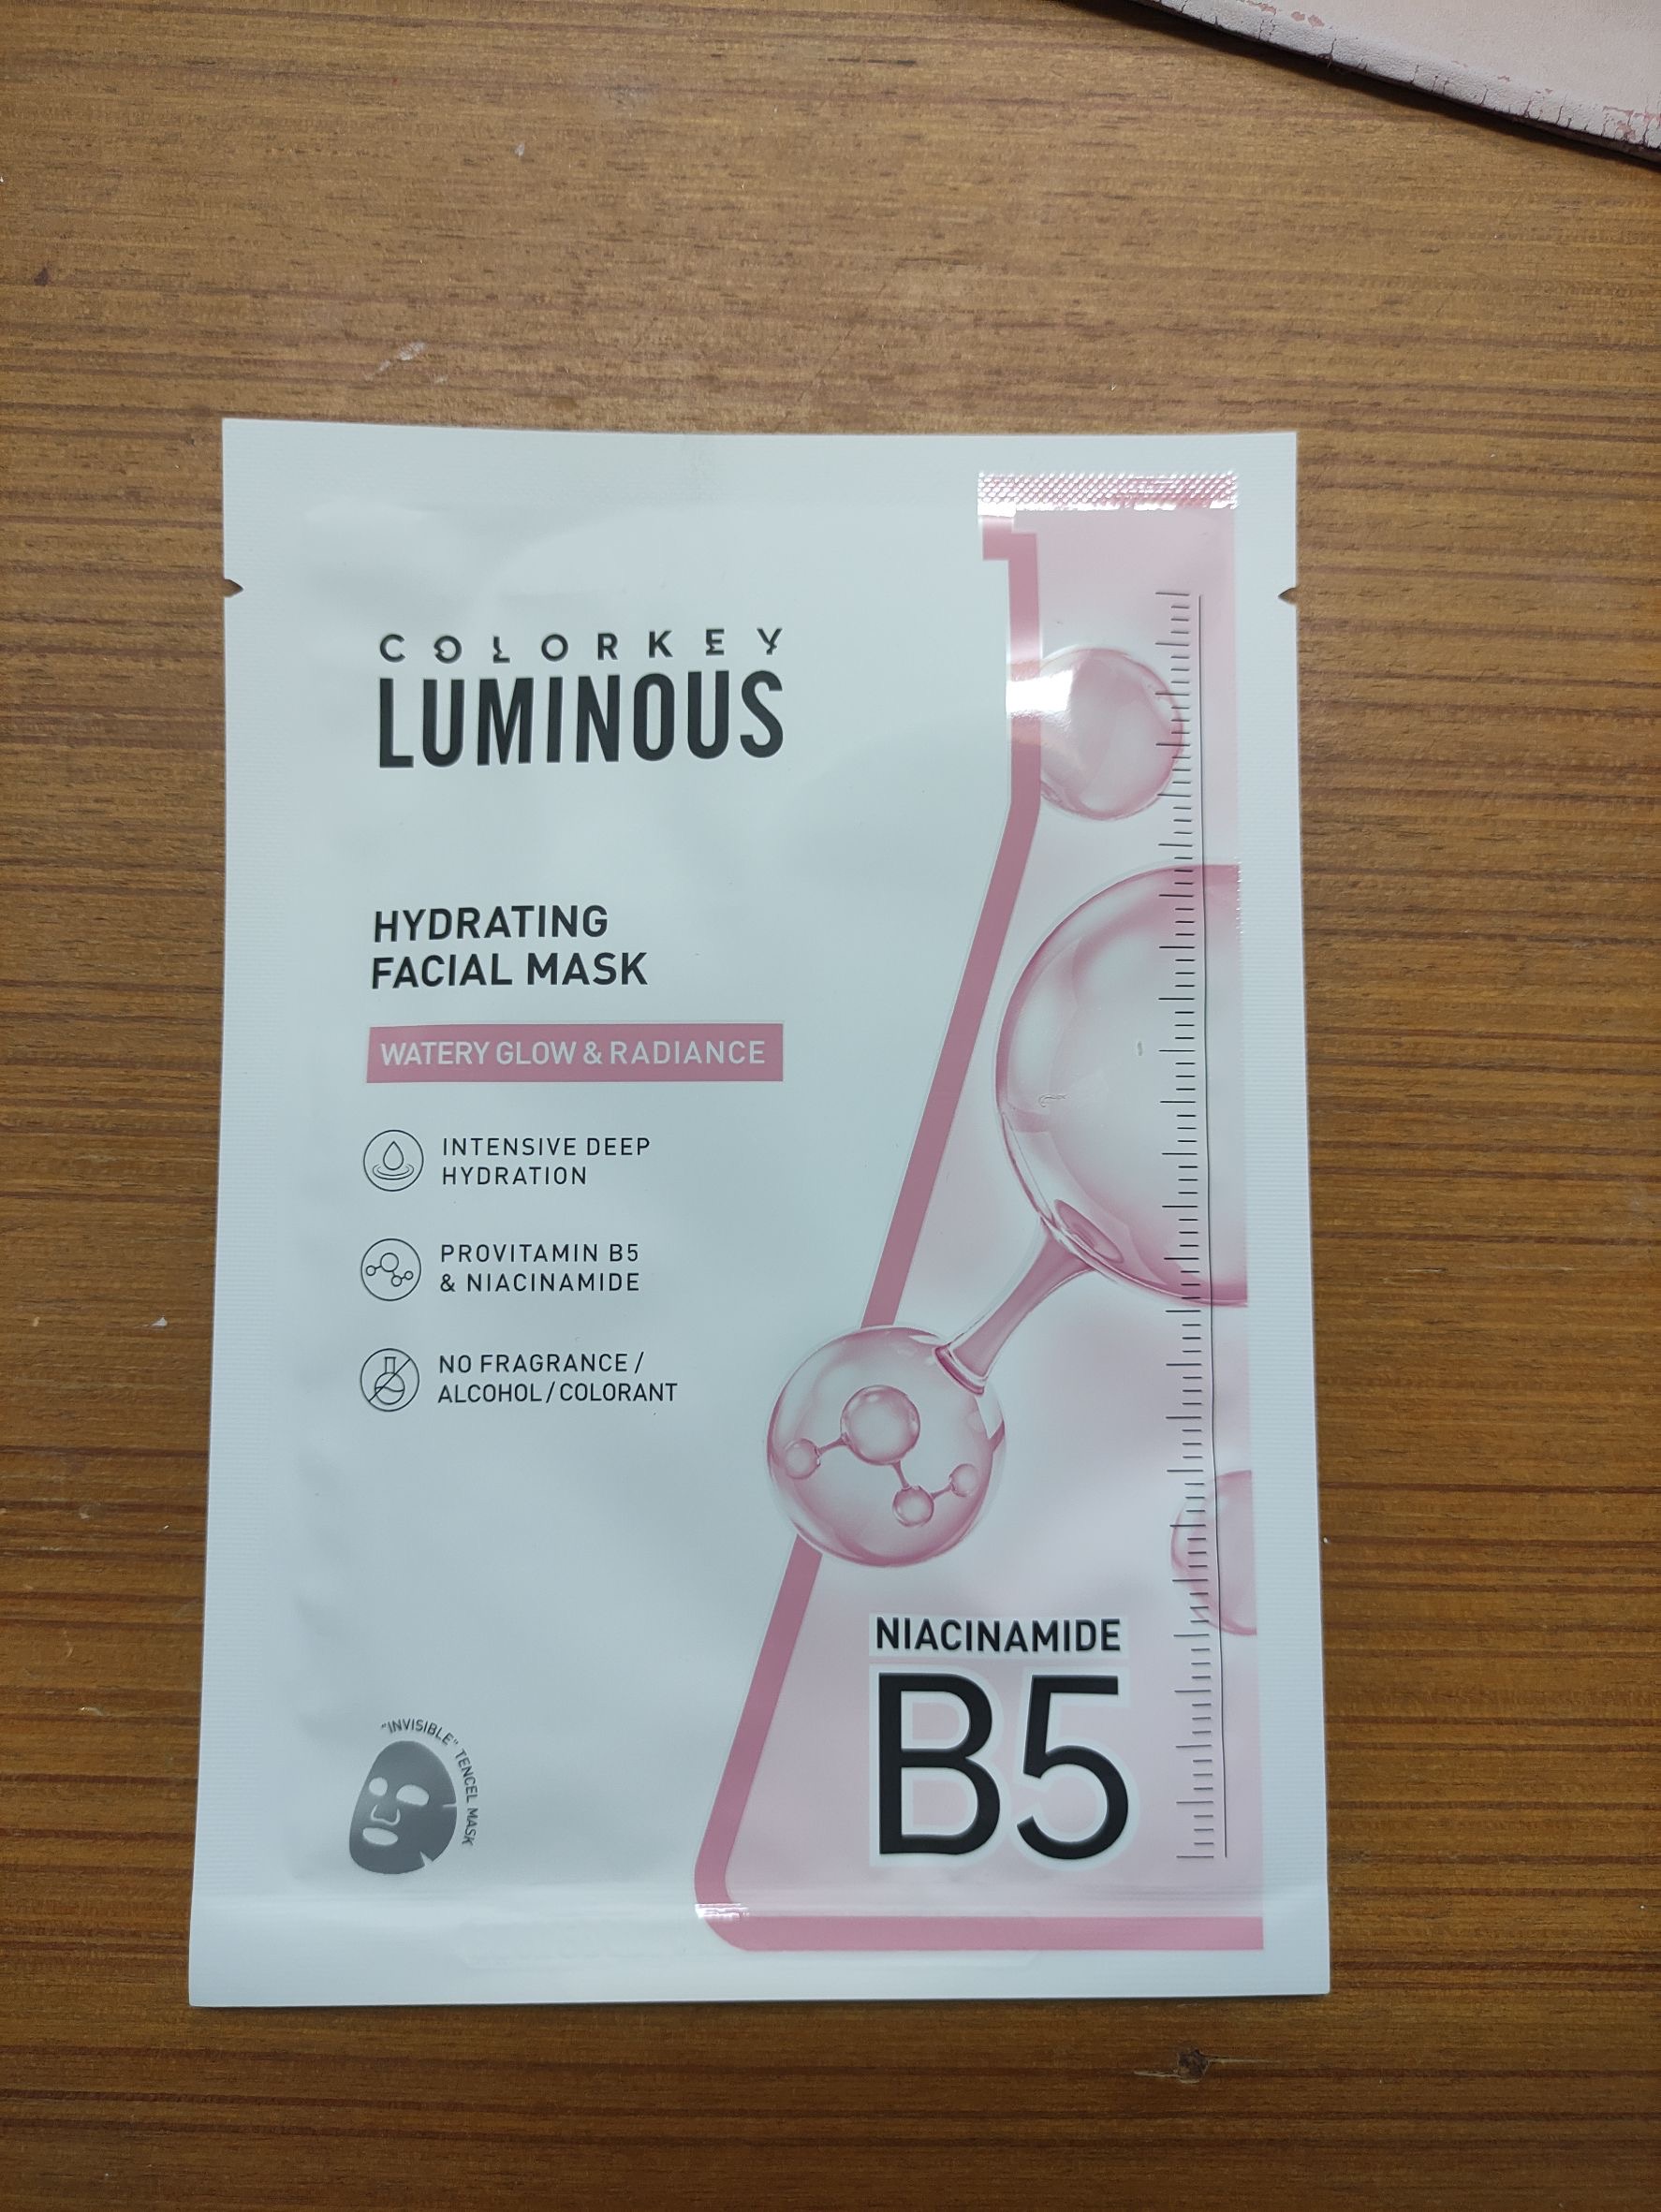 COLORKEY
LUMINOUS
HYDRATING
FACIAL MASK
WATERY GLOW & RADIANCE
INTENSIVE DEEP
HYDRATION
PROVITAMIN B5
& NIACINAMIDE
NO FRAGRANCE /
ALCOHOL / COLORANT
NIACINAMIDE
B5
"INVISIBLE" TENCEL MASK